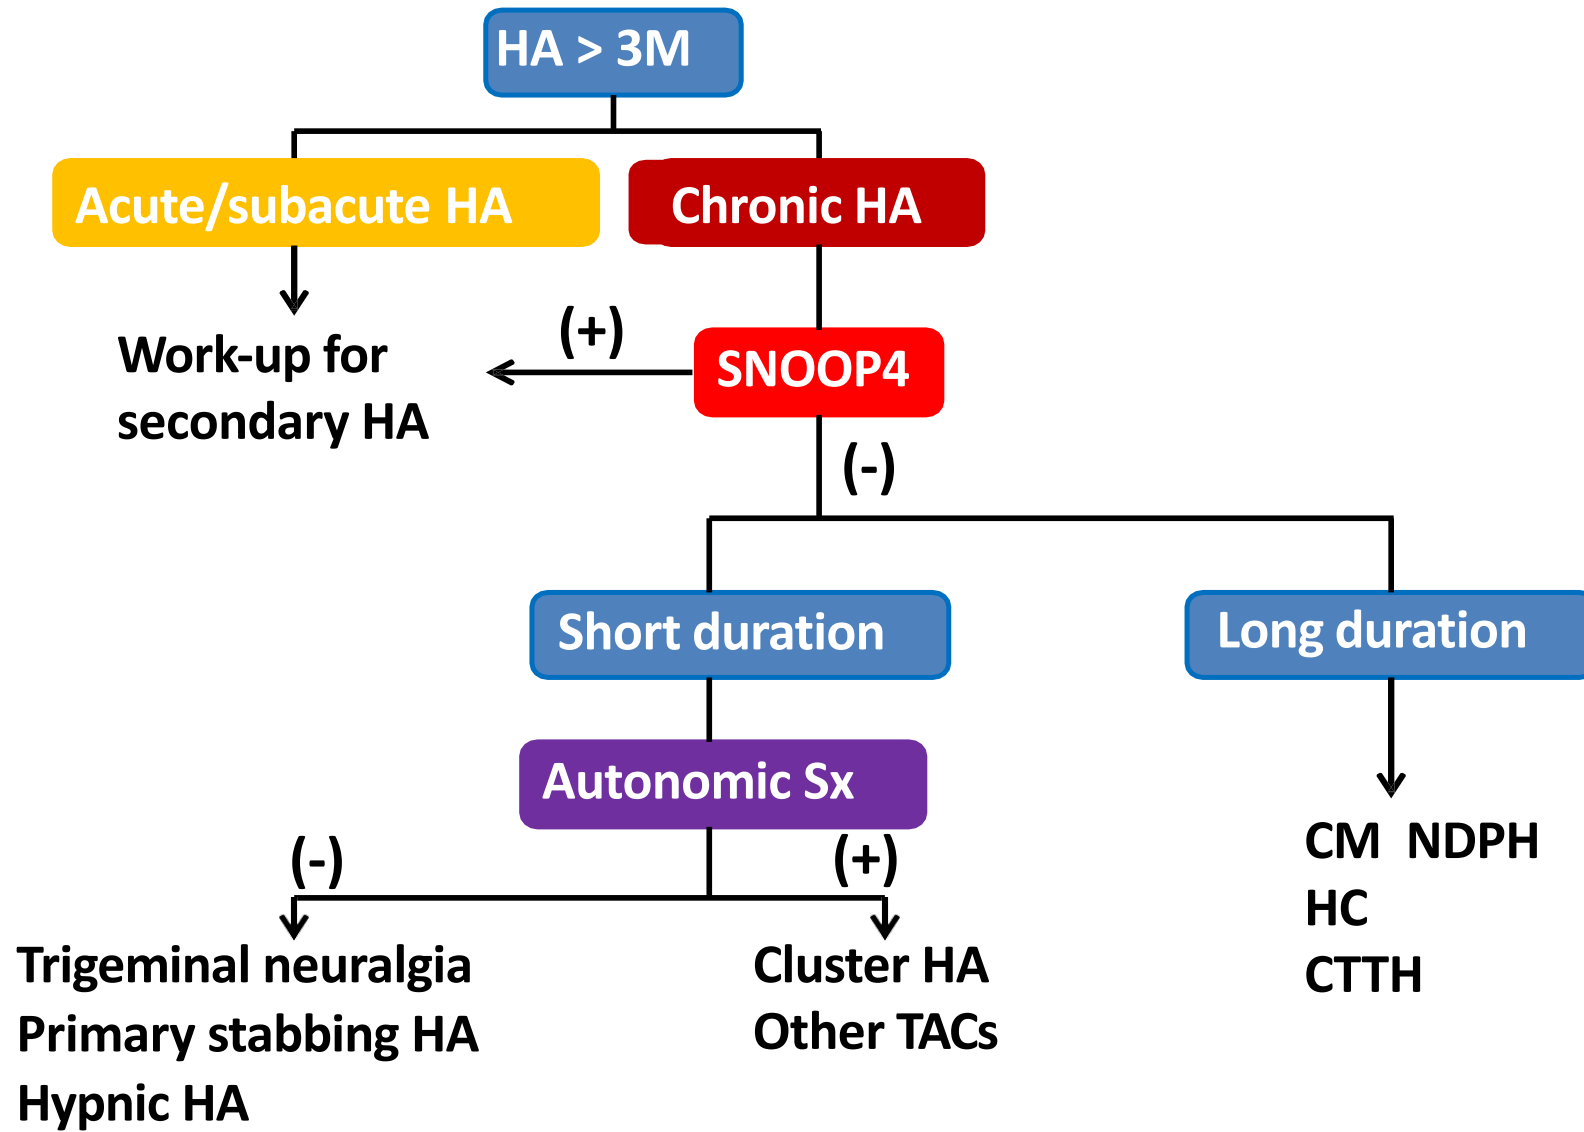 HA > 3M
Acute/subacute HA
Chronic HA
Work-up for
secondary HA
(+)
SNOOP4
(-)
Short duration
Long duration
Autonomic Sx
(-)
(+)
Trigeminal neuralgia
Primary stabbing HA
Hypnic HA
Cluster HA
Other TACs
CM NDPH
HC
CTTH